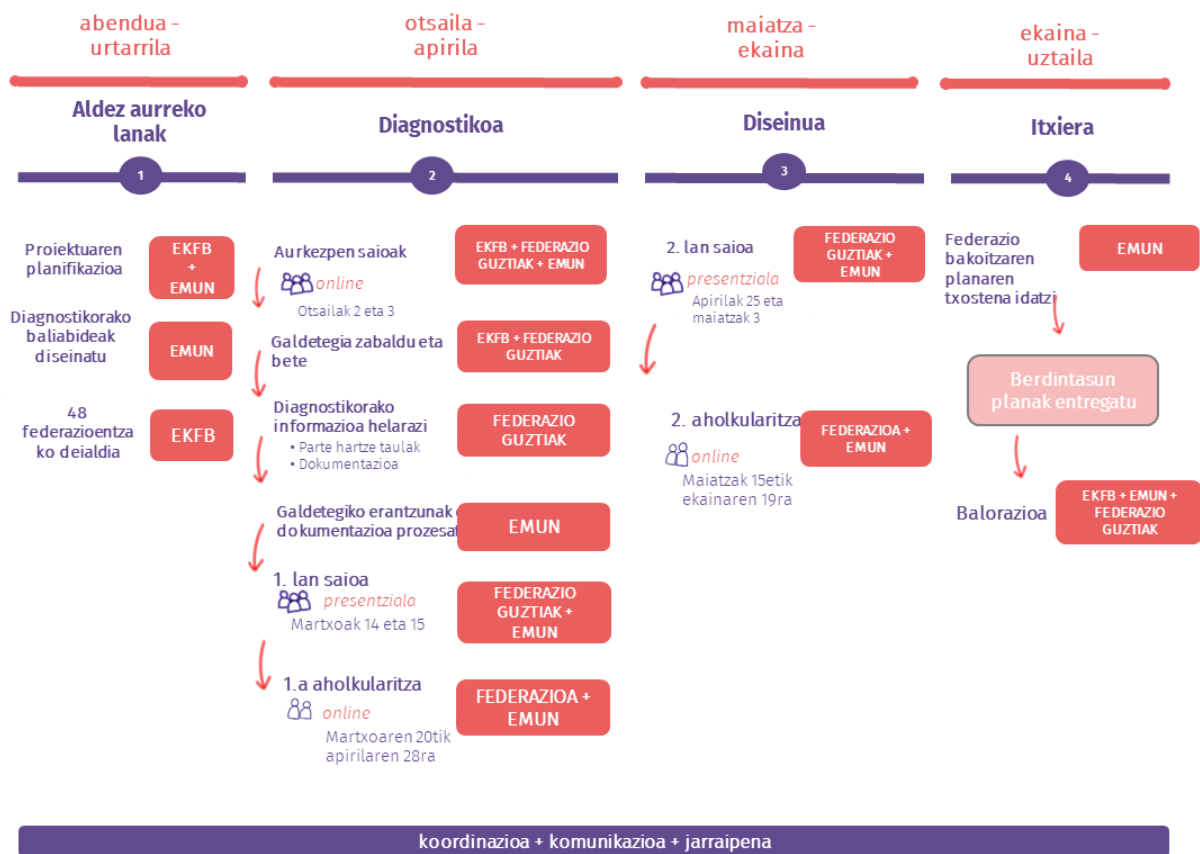 abendua -
urtarrila
otsaila -
apirila
maiatza -
ekaina
ekaina -
uztaila
Aldez aurreko
lanak
Diagnostikoa
Diseinua
Itxiera
1
2
3
4
Proiektuaren
planifikazioa
EKFB
+
EMUN
Diagnostikorako
baliabideak
diseinatu
EMUN
48
federazioentza
ko deialdia
EKFB
Aurkezpen saioak
online
Otsailak 2 eta 3
EKFB + FEDERAZIO
GUZTIAK + EMUN
Galdetegia zabaldu eta
bete
EKFB + FEDERAZIO
GUZTIAK
Diagnostikorako
informazioa helarazi
• Parte hartze taulak
• Dokumentazioa
FEDERAZIO
GUZTIAK
Galdetegiko erantzunak
dokumentazioa
EMUN
1. lan saioa
presentziala
Martxoak 14 eta 15
FEDERAZIO
GUZTIAK +
EMUN
1.a aholkularitza
online
Martxoaren 20tik
apirilaren 28ra
FEDERAZIOA +
EMUN
2. lan saioa
presentziala
Apirilak 25 eta
maiatzak 3
FEDERAZIO
GUZTIAK +
EMUN
2. aholkularitza
online
Maiatzak 15etik
ekainaren 19ra
FEDERAZIOA +
EMUN
Federazio
bakoitzaren
planaren
txostena idatzi
EMUN
Berdintasun
planak entregatu
Balorazioa
EKFB + EMUN +
FEDERAZIO
GUZTIAK
koordinazioa + komunikazioa + jarraipena